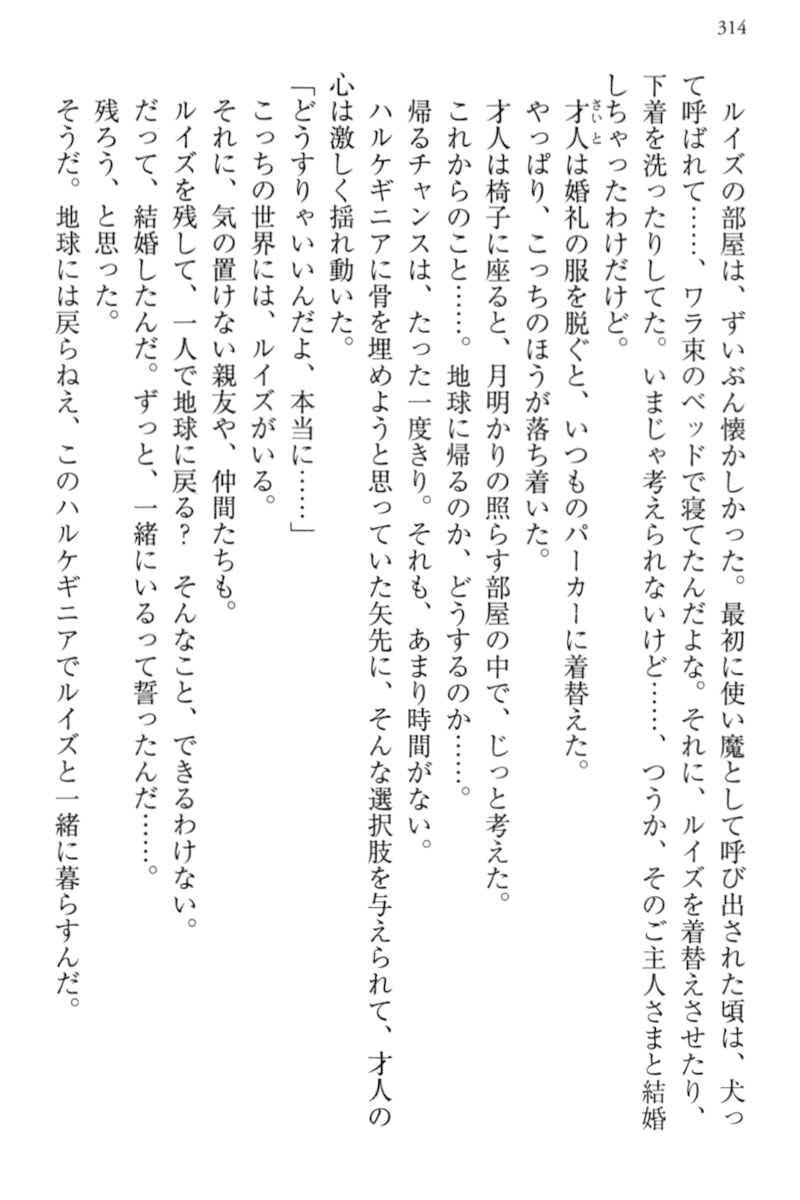 314
ルイズの部屋は、ずいぶん懐かしかった。最初に使い魔として呼び出された頃は、犬っ
て呼ばれて……、ワラ束のベッドで寝てたんだよな。それに、ルイズを着替えさせたり、
下着を洗ったりしてた。いまじゃ考えられないけど……、つうか、そのご主人さまと結婚
しちゃったわけだけど。
才人さいとは婚礼の服を脱ぐと、いつものパーカーに着替えた。
やっぱり、こっちのほうが落ち着いた。
才人は椅子に座ると、月明かりの照らす部屋の中で、じっと考えた。
これからのこと……。地球に帰るのか、どうするのか……。
帰るチャンスは、たった一度きり。それも、あまり時間がない。
ハルケギニアに骨を埋めようと思っていた矢先に、そんな選択肢を与えられて、才人の
心は激しく揺れ動いた。
「どうすりゃいいんだよ、本当に……」
こっちの世界には、ルイズがいる。
それに、気の置けない親友や、仲間たちも。
ルイズを残して、一人で地球に戻る？　そんなこと、できるわけない。
だって、結婚したんだ。ずっと、一緒にいるって誓ったんだ……。
残ろう、と思った。
そうだ。地球には戻らねえ、このハルケギニアでルイズと一緒に暮らすんだ。